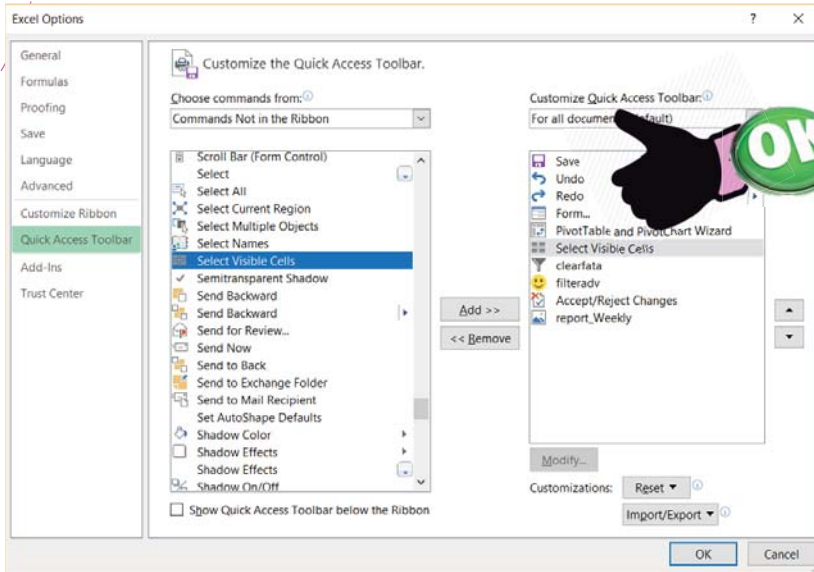 Excel Options
?
General
Formulas
Proofing
Save
Language
Advanced
Customize Ribbon
Quick Access Toolbar
Add-Ins
Trust Center
Customize the Quick Access Toolbar.
Choose commands from:
Commands Not in the Ribbon
Scroll Bar (Form Control)
Select
Select All
Select Current Region
Select Multiple Objects
Select Names
Select Visible Cells
Semitransparent Shadow
Send Backward
Send Backward
Send for Review...
Send Now
Send to Back
Send to Exchange Folder
Send to Mail Recipient
Set AutoShape Defaults
Shadow Color
Shadow Effects
Shadow Effects
Shadow On/Off
Show Quick Access Toolbar below the Ribbon
Add >>
<< Remove
Customize Quick Access Toolbar:
For all
OK
Save
Undo
Redo
Form...
PivotTable and PivotChart Wizard
Select Visible Cells
clearfata
filteradv
Accept/Reject Changes
report_Weekly
Modify...
Customizations:
Reset
Import/Export
OK
Cancel